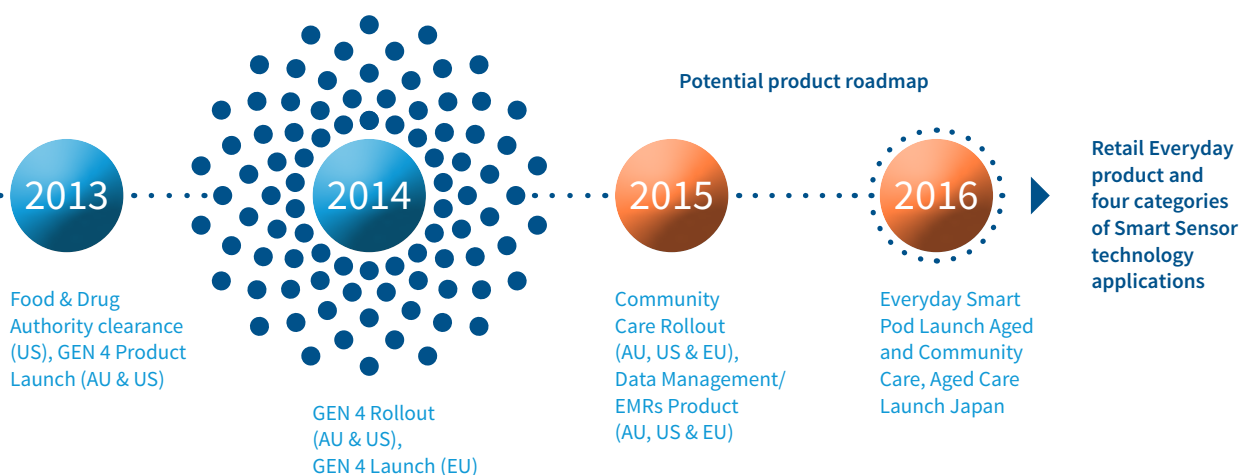 Potential product roadmap
2013
2014
2015
2016
Retail Everyday
product and
four categories
of Smart Sensor
technology
applications
Food & Drug
Authority clearance
(US), GEN 4 Product
Launch (AU & US)
GEN 4 Rollout
(AU & US),
GEN 4 Launch (EU)
Community
Care Rollout
(AU, US & EU),
Data Management/
EMRs Product
(AU, US & EU)
Everyday Smart
Pod Launch Aged
and Community
Care, Aged Care
Launch Japan